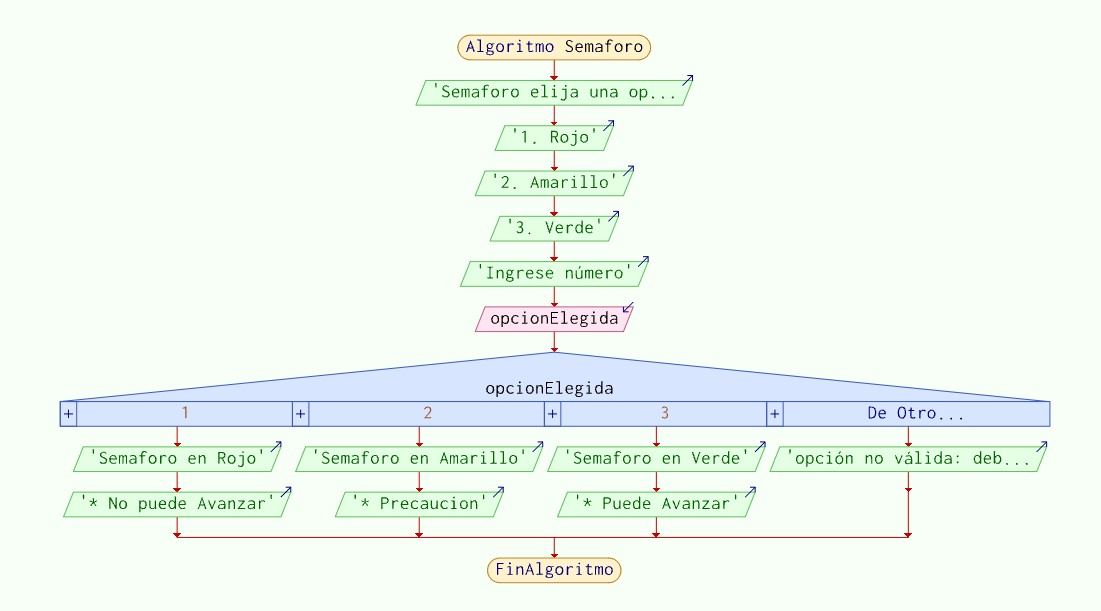 Algoritmo Semaforo
'Semaforo elija una op...
'1. Rojo'
'2. Amarillo'
'3. Verde'
'Ingrese número'
opcionElegida
opcionElegida
+ 1 + 2 + 3 + De Otro...
'Semaforo en Rojo' 'Semaforo en Amarillo' 'Semaforo en Verde' 'opción no válida: deb...
'* No puede Avanzar' '* Precaucion' '* Puede Avanzar'
FinAlgoritmo